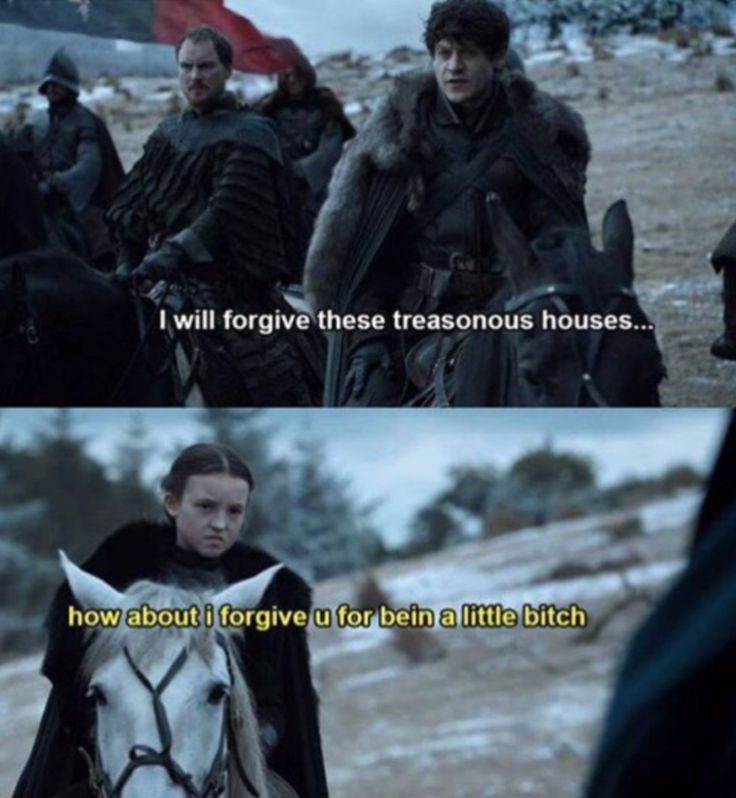 I will forgive these treasonous houses...
how about i forgive u for bein a little bitch